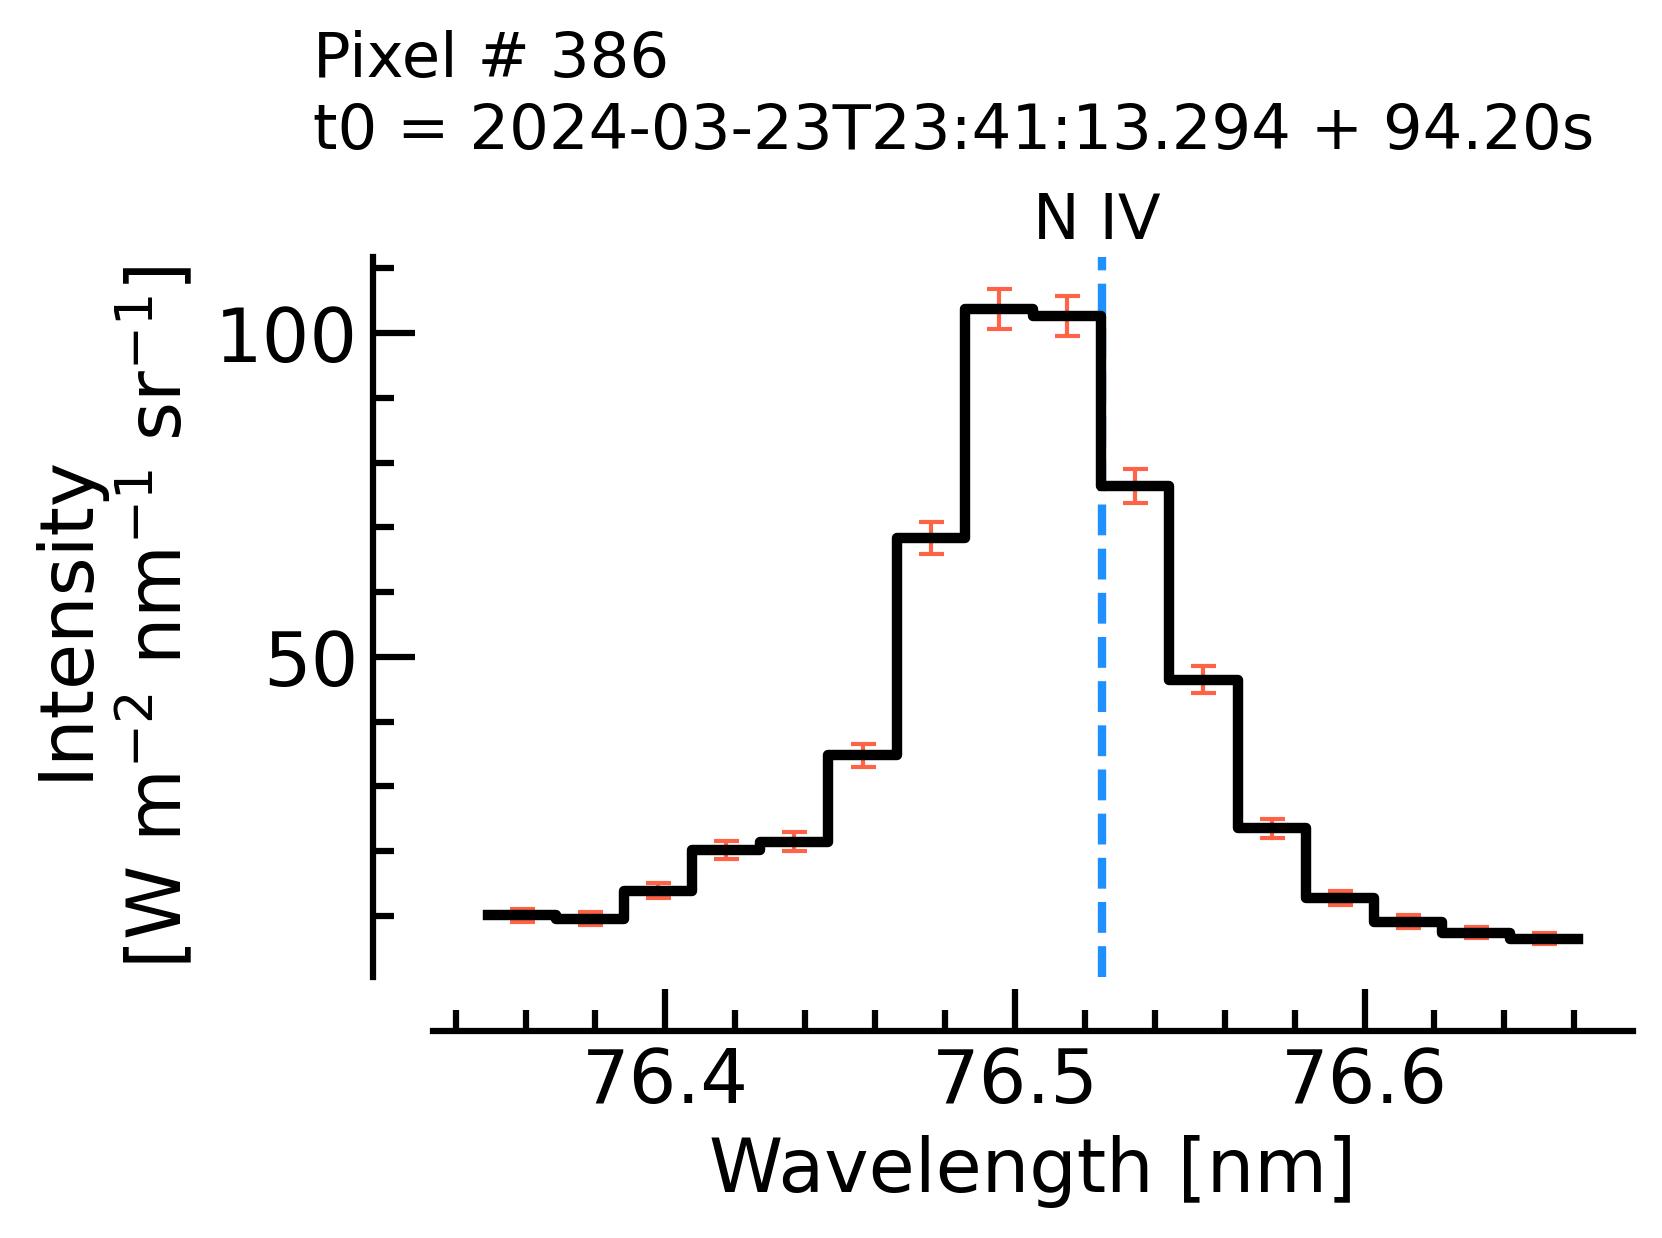 Pixel # 386
t0 = 2024-03-23T23:41:13.294 + 94.20s
N IV
Intensity
[W m⁻² nm⁻¹ sr⁻¹]
100
50
76.4 76.5 76.6
Wavelength [nm]